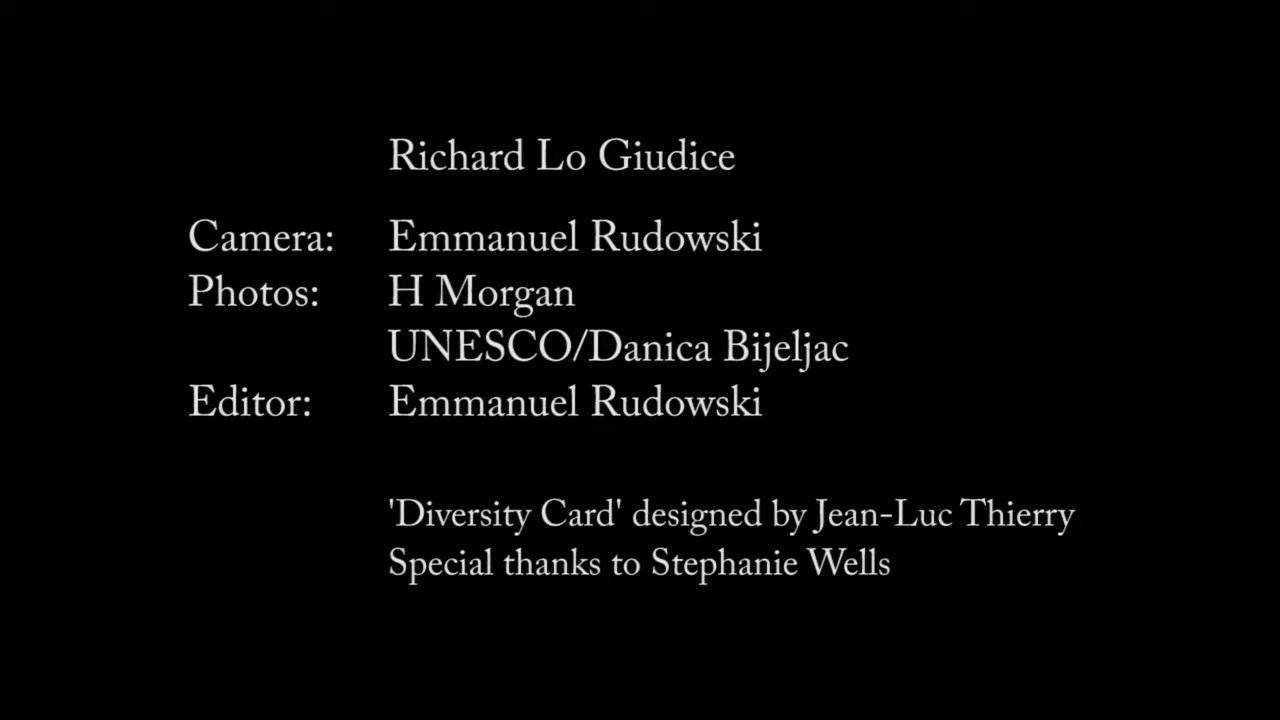 Richard Lo Giudice
Camera: Emmanuel Rudowski
Photos: H Morgan
UNESCO/Danica Bijeljac
Editor: Emmanuel Rudowski
'Diversity Card' designed by Jean-Luc Thierry
Special thanks to Stephanie Wells